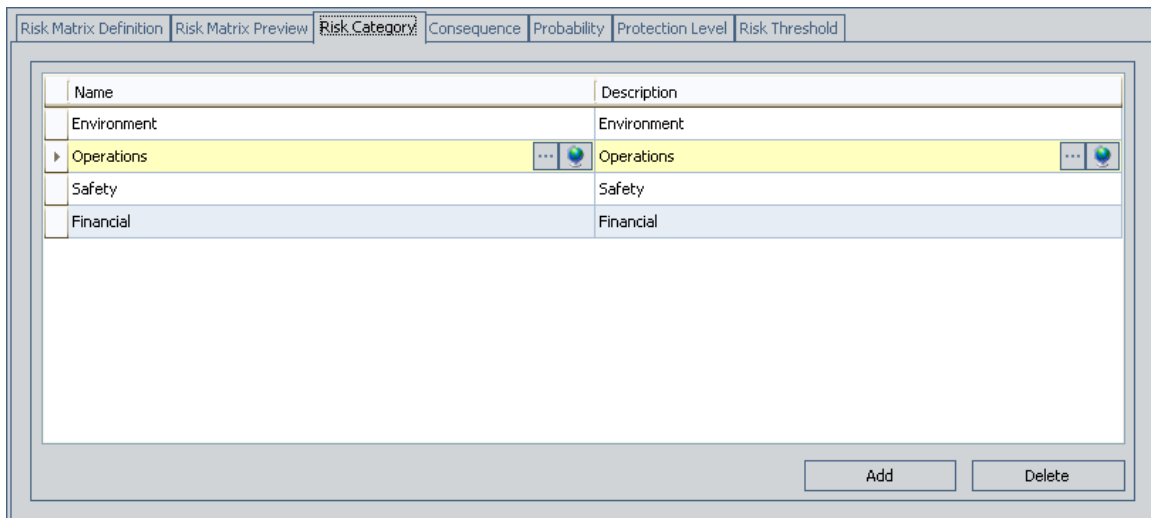 Risk Matrix Definition Risk Matrix Preview Risk Category Consequence Probability Protection Level Risk Threshold
Name Description
Environment Environment
Operations ... Operations ...
Safety Safety
Financial Financial
Add Delete